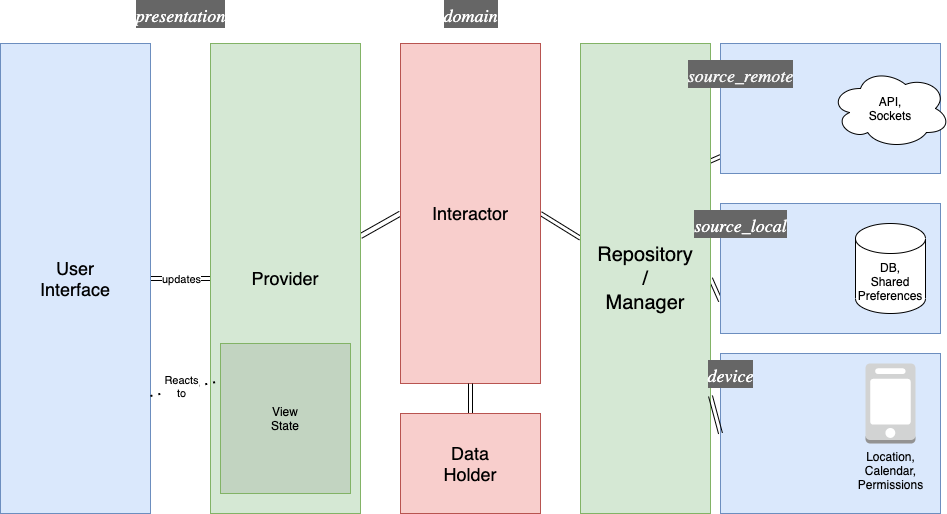 presentation
domain
source_remote
API,
Sockets
Interactor
source_local
Repository
/
Manager
User
Interface
updates
Provider
DB,
Shared
Preferences
Reacts
to
View
State
device
Data
Holder
Location,
Calendar,
Permissions